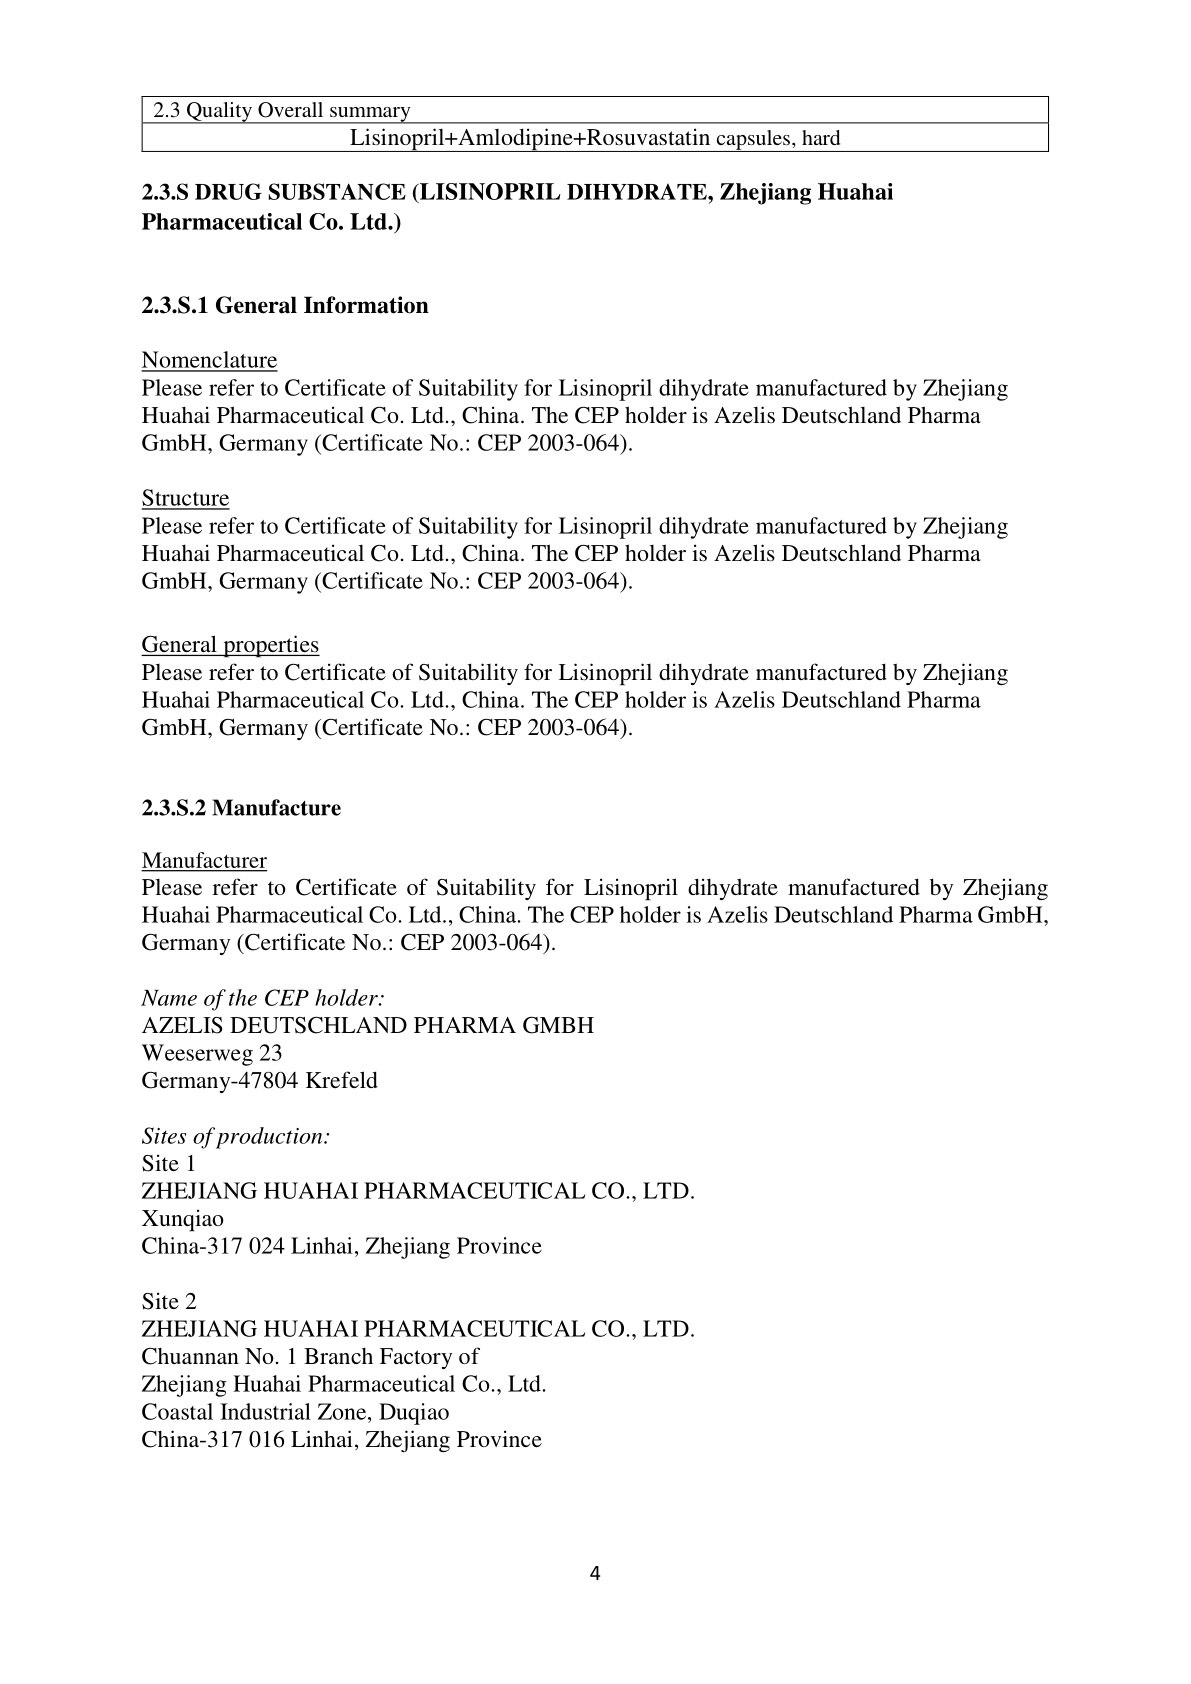 2.3 Quality Overall summary
Lisinopril+Amlodipine+Rosuvastatin capsules, hard
2.3.S DRUG SUBSTANCE (LISINOPRIL DIHYDRATE, Zhejiang Huahai
Pharmaceutical Co. Ltd.)
2.3.S.1 General Information
Nomenclature
Please refer to Certificate of Suitability for Lisinopril dihydrate manufactured by Zhejiang
Huahai Pharmaceutical Co. Ltd., China. The CEP holder is Azelis Deutschland Pharma
GmbH, Germany (Certificate No.: CEP 2003-064).
Structure
Please refer to Certificate of Suitability for Lisinopril dihydrate manufactured by Zhejiang
Huahai Pharmaceutical Co. Ltd., China. The CEP holder is Azelis Deutschland Pharma
GmbH, Germany (Certificate No.: CEP 2003-064).
General properties
Please refer to Certificate of Suitability for Lisinopril dihydrate manufactured by Zhejiang
Huahai Pharmaceutical Co. Ltd., China. The CEP holder is Azelis Deutschland Pharma
GmbH, Germany (Certificate No.: CEP 2003-064).
2.3.S.2 Manufacture
Manufacturer
Please refer to Certificate of Suitability for Lisinopril dihydrate manufactured by Zhejiang
Huahai Pharmaceutical Co. Ltd., China. The CEP holder is Azelis Deutschland Pharma GmbH,
Germany (Certificate No.: CEP 2003-064).
Name of the CEP holder:
AZELIS DEUTSCHLAND PHARMA GMBH
Weeserweg 23
Germany-47804 Krefeld
Sites of production:
Site 1
ZHEJIANG HUAHAI PHARMACEUTICAL CO., LTD.
Xunqiao
China-317 024 Linhai, Zhejiang Province
Site 2
ZHEJIANG HUAHAI PHARMACEUTICAL CO., LTD.
Chuannan No. 1 Branch Factory of
Zhejiang Huahai Pharmaceutical Co., Ltd.
Coastal Industrial Zone, Duqiao
China-317 016 Linhai, Zhejiang Province
4